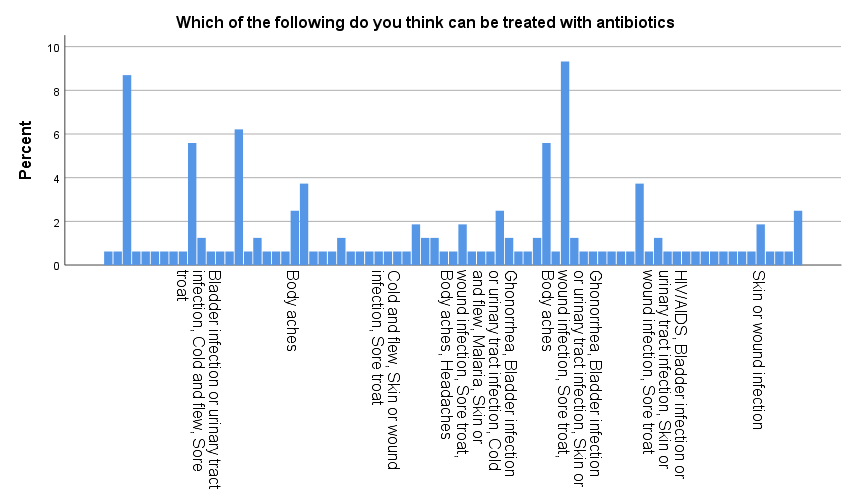 Which of the following do you think can be treated with antibiotics
Percent
10
8
6
4
2
0
Bladder infection or urinary tract
infection, Cold and flew, Sore
troat
Body aches
Cold and flew, Skin or wound
infection, Sore troat
Ghonorrhea, Bladder infection
or urinary tract infection, Cold
and flew, Malaria, Skin or
wound infection, Sore troat,
Body aches, Headaches
Ghonorrhea, Bladder infection
or urinary tract infection, Skin or
wound infection, Sore troat,
Body aches
HIV/AIDS, Bladder infection or
urinary tract infection, Skin or
wound infection, Sore troat
Skin or wound infection